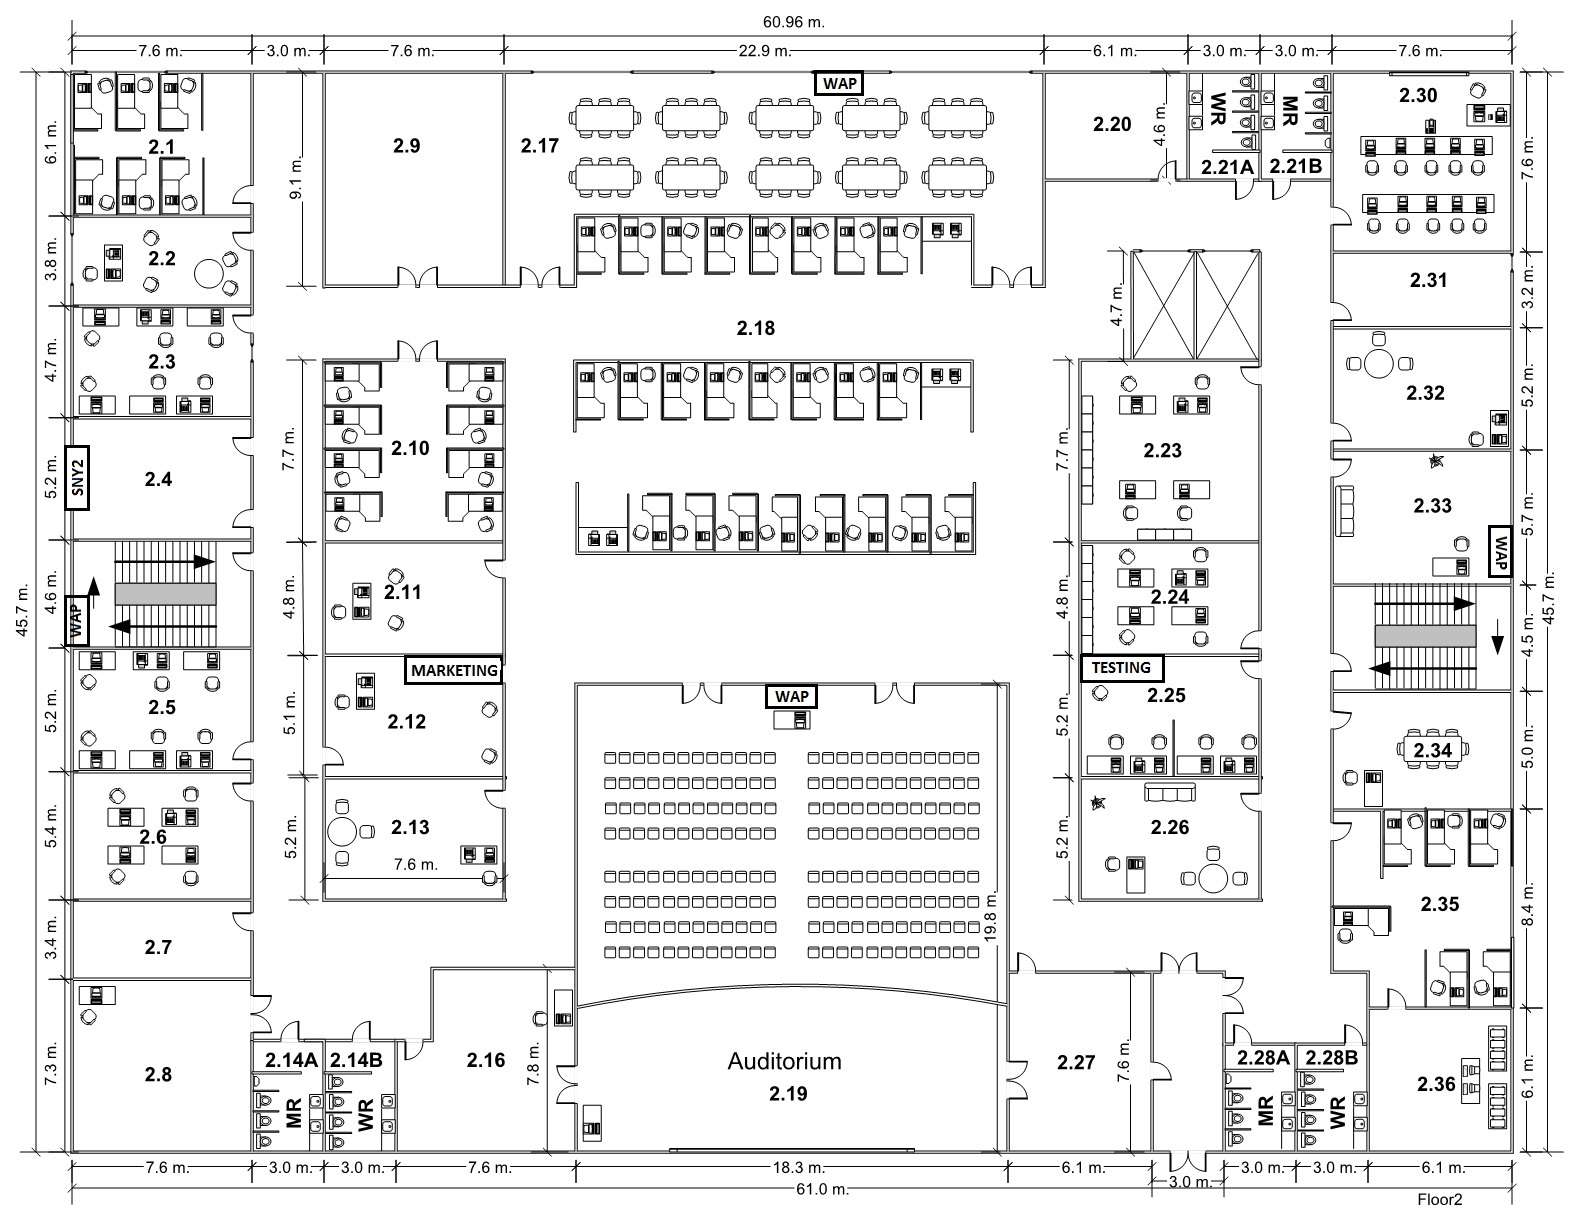 60.96 m.
7.6 m.
3.0 m.
7.6 m.
22.9 m.
6.1 m.
3.0 m.
3.0 m.
7.6 m.
WAP
2.1
2.9
2.17
2.20
WR
MR
2.30
2.21A
2.21B
6.1 m.
9.1 m.
4.6 m.
7.6 m.
2.2
3.8 m.
2.31
3.2 m.
2.18
4.7 m.
2.3
4.7 m.
2.32
5.2 m.
2.4
SNY2
5.2 m.
2.10
7.7 m.
7.7 m.
2.23
2.33
WAP
5.7 m.
45.7 m.
4.6 m.
WAP
2.11
4.8 m.
4.8 m.
2.24
45.7 m.
4.5 m.
MARKETING
TESTING
2.5
5.2 m.
2.12
5.1 m.
WAP
2.25
5.2 m.
2.34
5.0 m.
2.6
5.4 m.
2.13
7.6 m.
5.2 m.
5.2 m.
2.26
19.8 m.
2.35
8.4 m.
2.7
3.4 m.
2.8
7.3 m.
2.14A
2.14B
MR
WR
2.16
7.8 m.
Auditorium
2.19
2.27
7.6 m.
2.28A
2.28B
MR
WR
2.36
6.1 m.
7.6 m.
3.0 m.
3.0 m.
7.6 m.
18.3 m.
6.1 m.
3.0 m.
3.0 m.
3.0 m.
6.1 m.
61.0 m.
Floor2